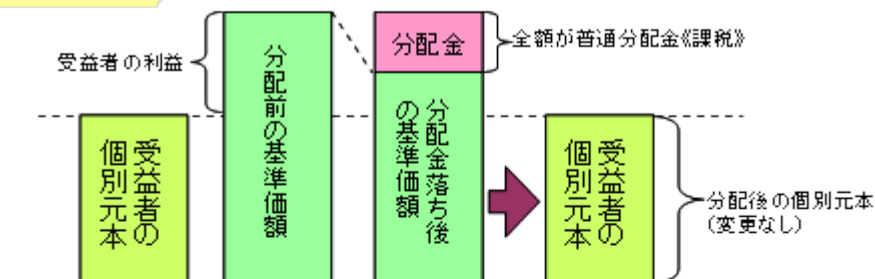 受益者の利益
分配前の基準価額
分配金
全額が普通分配金《課税》
受益者の
個別元本
分配金落ち後
の基準価額
受益者の
個別元本
分配後の個別元本
(変更なし)